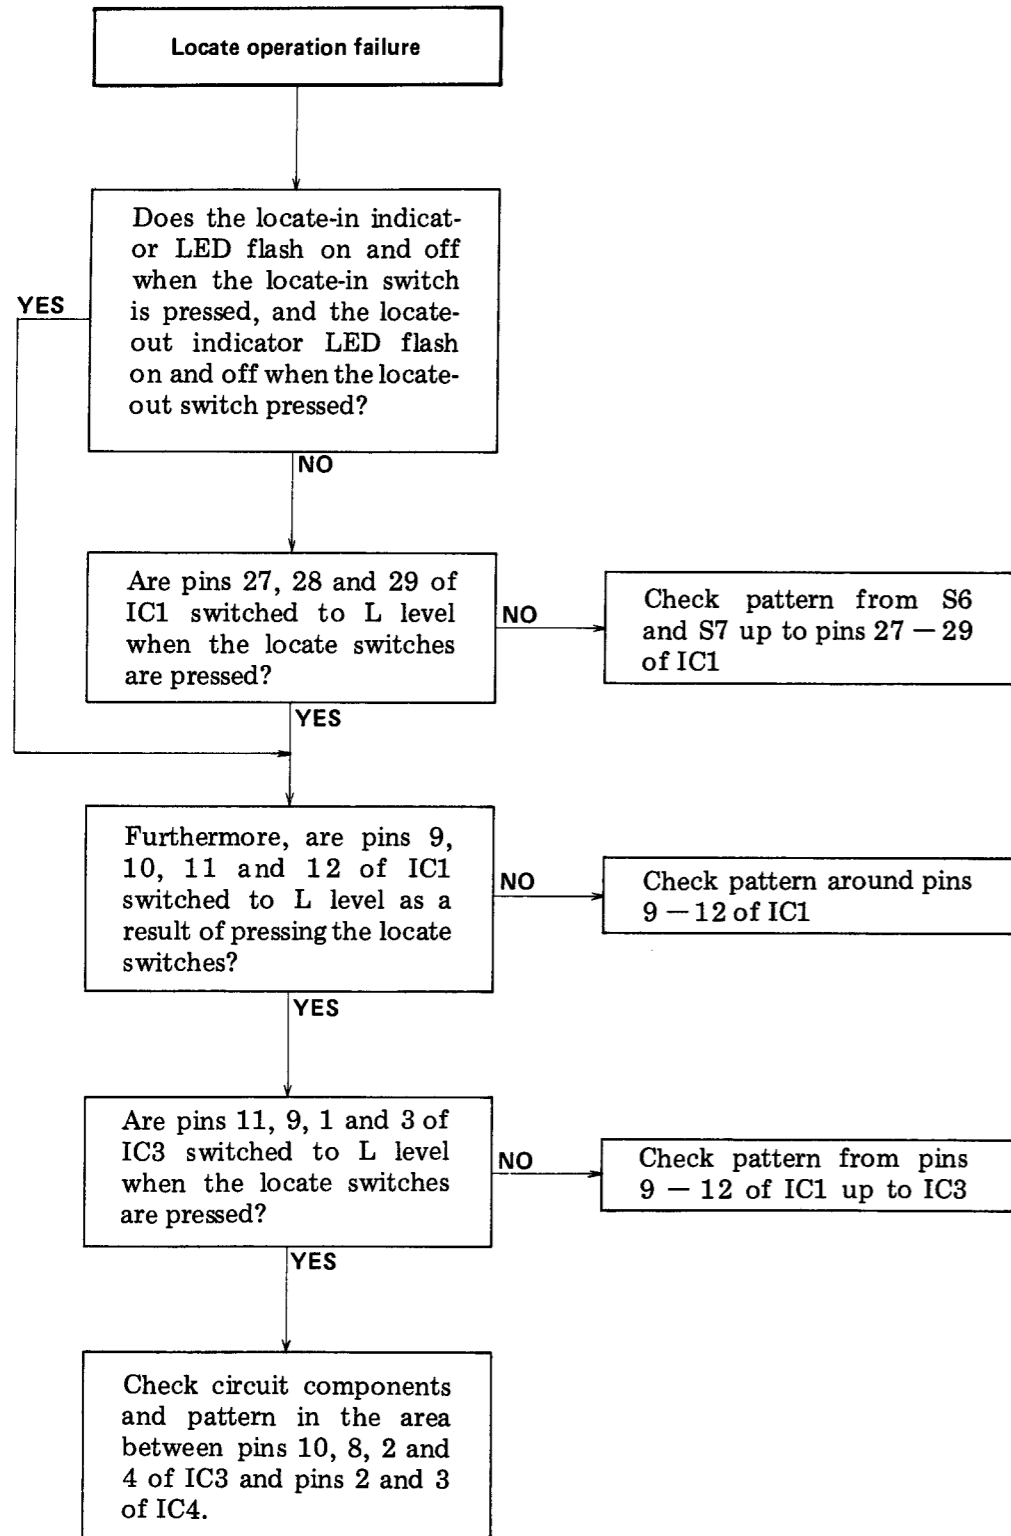 Locate operation failure
Does the locate-in indicat-
or LED flash on and off
when the locate-in switch
is pressed, and the locate-
out indicator LED flash
on and off when the locate-
out switch pressed?
YES
NO
Are pins 27, 28 and 29 of
IC1 switched to L level
when the locate switches
are pressed?
NO
Check pattern from S6
and S7 up to pins 27 – 29
of IC1
YES
Furthermore, are pins 9,
10, 11 and 12 of IC1
switched to L level as a
result of pressing the locate
switches?
NO
Check pattern around pins
9 – 12 of IC1
YES
Are pins 11, 9, 1 and 3 of
IC3 switched to L level
when the locate switches
are pressed?
NO
Check pattern from pins
9 – 12 of IC1 up to IC3
YES
Check circuit components
and pattern in the area
between pins 10, 8, 2 and
4 of IC3 and pins 2 and 3
of IC4.